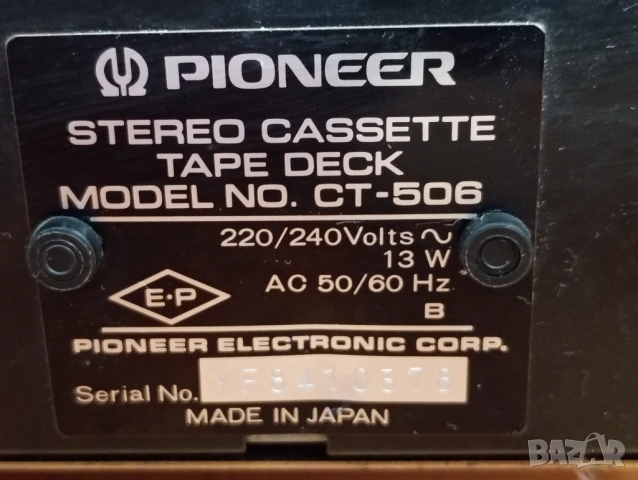 PIONEER
STEREO CASSETTE
TAPE DECK
MODEL NO. CT-506
220/240Volts ~
13 W
E·P
AC 50/60 Hz
B
PIONEER ELECTRONIC CORP.
Serial No. YF8410378
MADE IN JAPAN
BAZAR